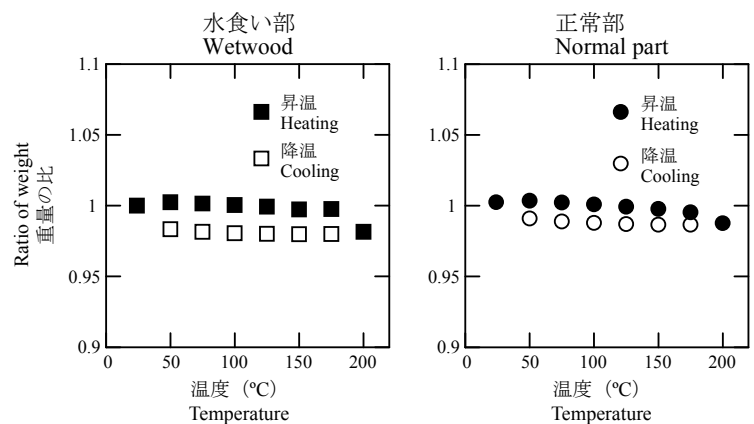 水食い部
Wetwood
正常部
Normal part
Ratio of weight
重量の比
1.1
1.05
1
0.95
0.9
昇温
Heating
降温
Cooling
0
50
100
150
200
温度（ºC）
Temperature
1.1
1.05
1
0.95
0.9
昇温
Heating
降温
Cooling
0
50
100
150
200
温度（ºC）
Temperature